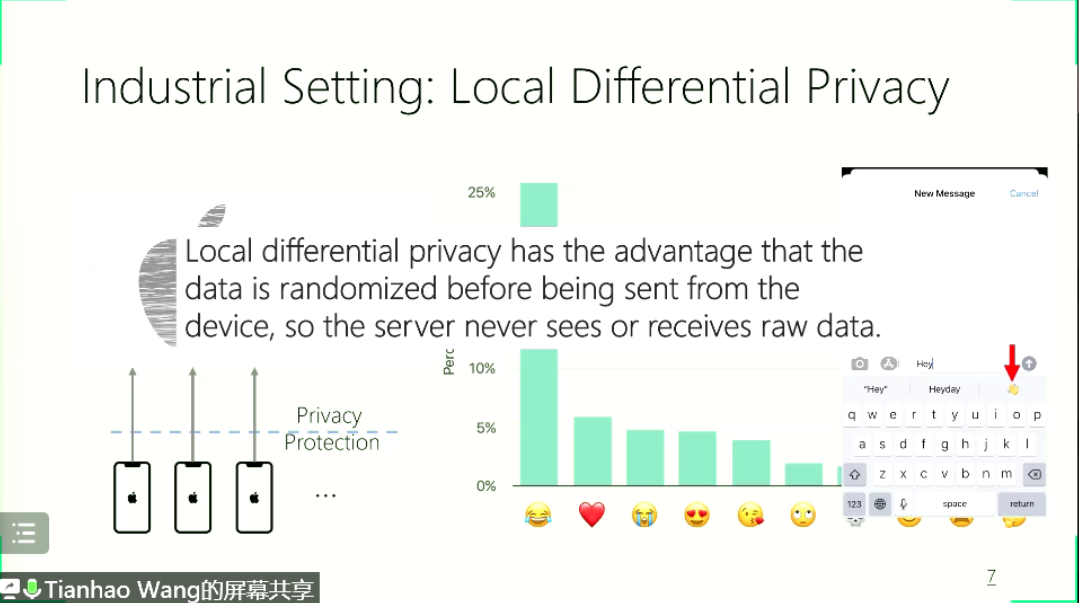 Industrial Setting: Local Differential Privacy
25%
New Message
Cancel
Local differential privacy has the advantage that the
data is randomized before being sent from the
device, so the server never sees or receives raw data.
10%
Hey
"Hey"
Heyday
q w e r t y u i o p
Privacy
Protection
5%
a s d f g h j k l
z x c v b n m
0%
...
123
space
return
7
Tianhao Wang的屏幕共享